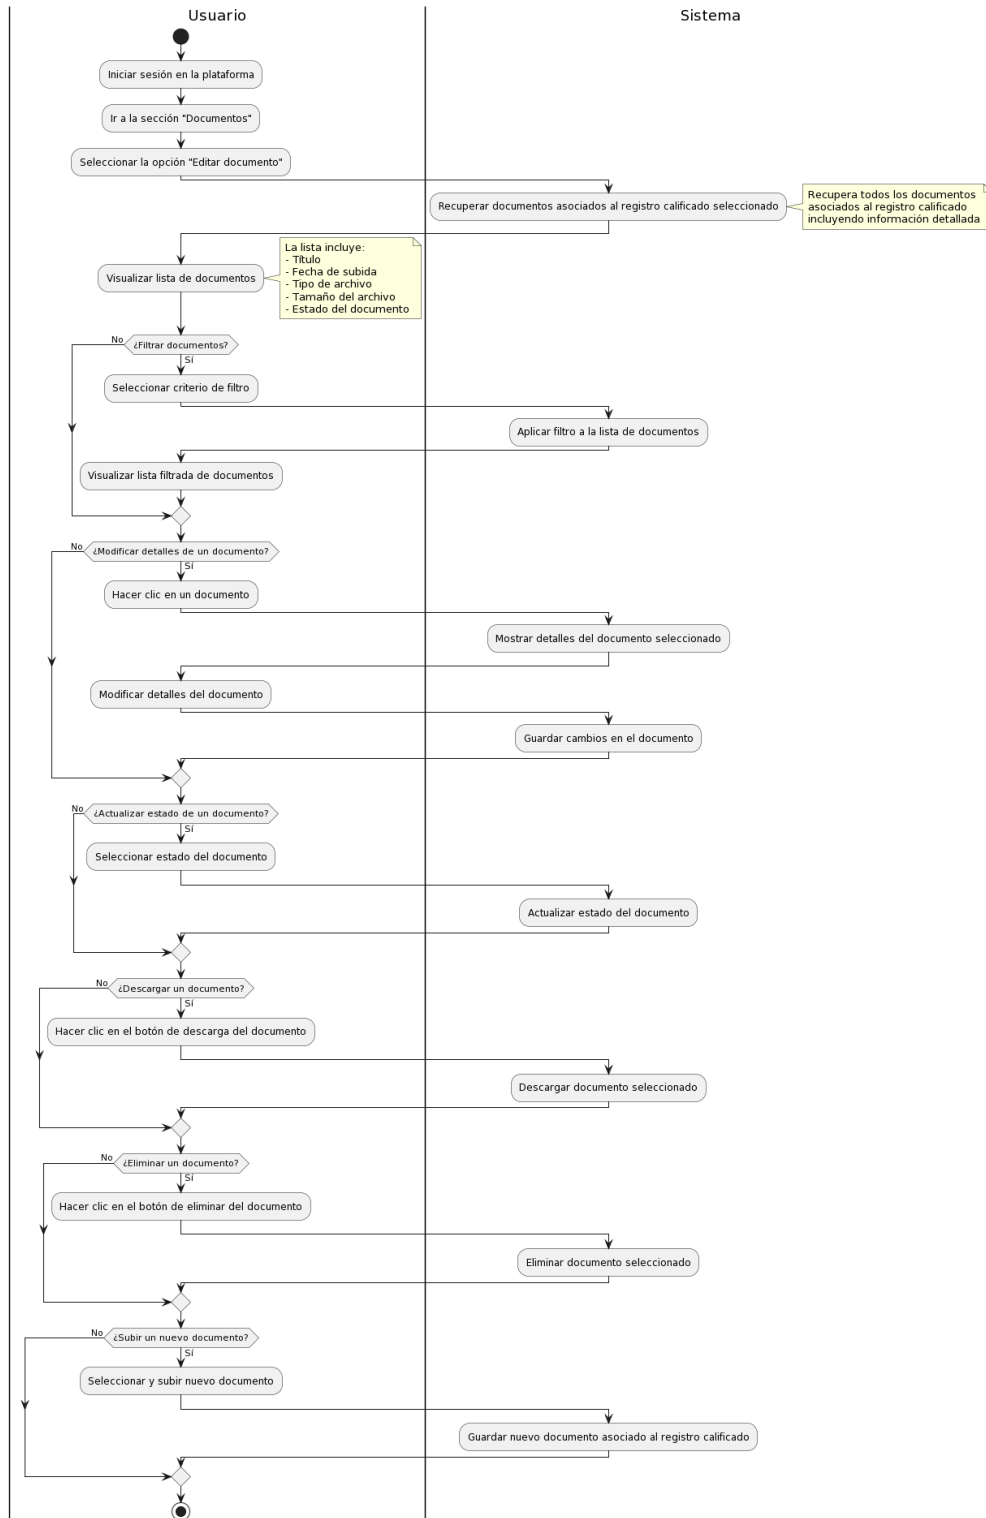 Usuario
Sistema
Iniciar sesión en la plataforma
Ir a la sección "Documentos"
Seleccionar la opción "Editar documento"
Recuperar documentos asociados al registro calificado seleccionado
Recupera todos los documentos
asociados al registro calificado
incluyendo información detallada
Visualizar lista de documentos
La lista incluye:
- Título
- Fecha de subida
- Tipo de archivo
- Tamaño del archivo
- Estado del documento
¿Filtrar documentos?
No
Sí
Seleccionar criterio de filtro
Aplicar filtro a la lista de documentos
Visualizar lista filtrada de documentos
¿Modificar detalles de un documento?
No
Sí
Hacer clic en un documento
Mostrar detalles del documento seleccionado
Modificar detalles del documento
Guardar cambios en el documento
¿Actualizar estado de un documento?
No
Sí
Seleccionar estado del documento
Actualizar estado del documento
¿Descargar un documento?
No
Sí
Hacer clic en el botón de descarga del documento
Descargar documento seleccionado
¿Eliminar un documento?
No
Sí
Hacer clic en el botón de eliminar del documento
Eliminar documento seleccionado
¿Subir un nuevo documento?
No
Sí
Seleccionar y subir nuevo documento
Guardar nuevo documento asociado al registro calificado